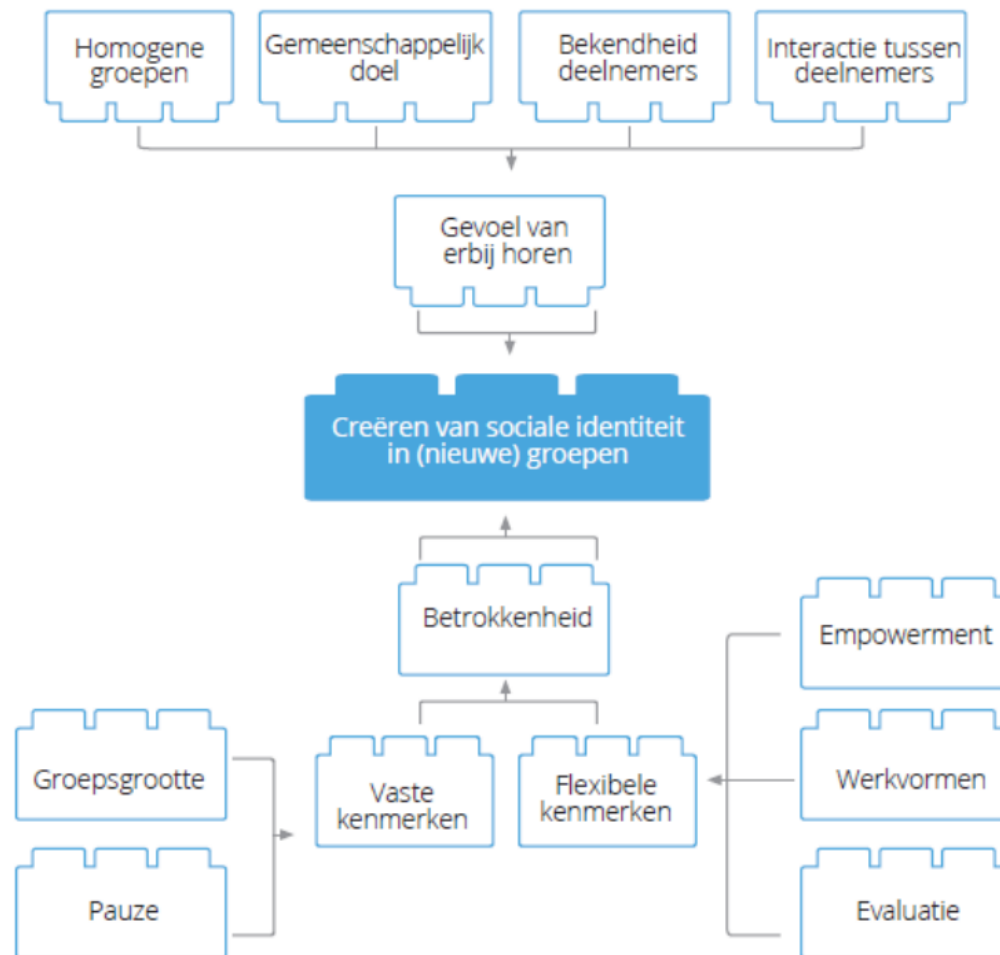 Homogene
groepen
Gemeenschappelijk
doel
Bekendheid
deelnemers
Interactie tussen
deelnemers
Gevoel van
erbij horen
Creëren van sociale identiteit
in (nieuwe) groepen
Betrokkenheid
Empowerment
Groepsgrootte
Vaste
kenmerken
Flexibele
kenmerken
Werkvormen
Pauze
Evaluatie